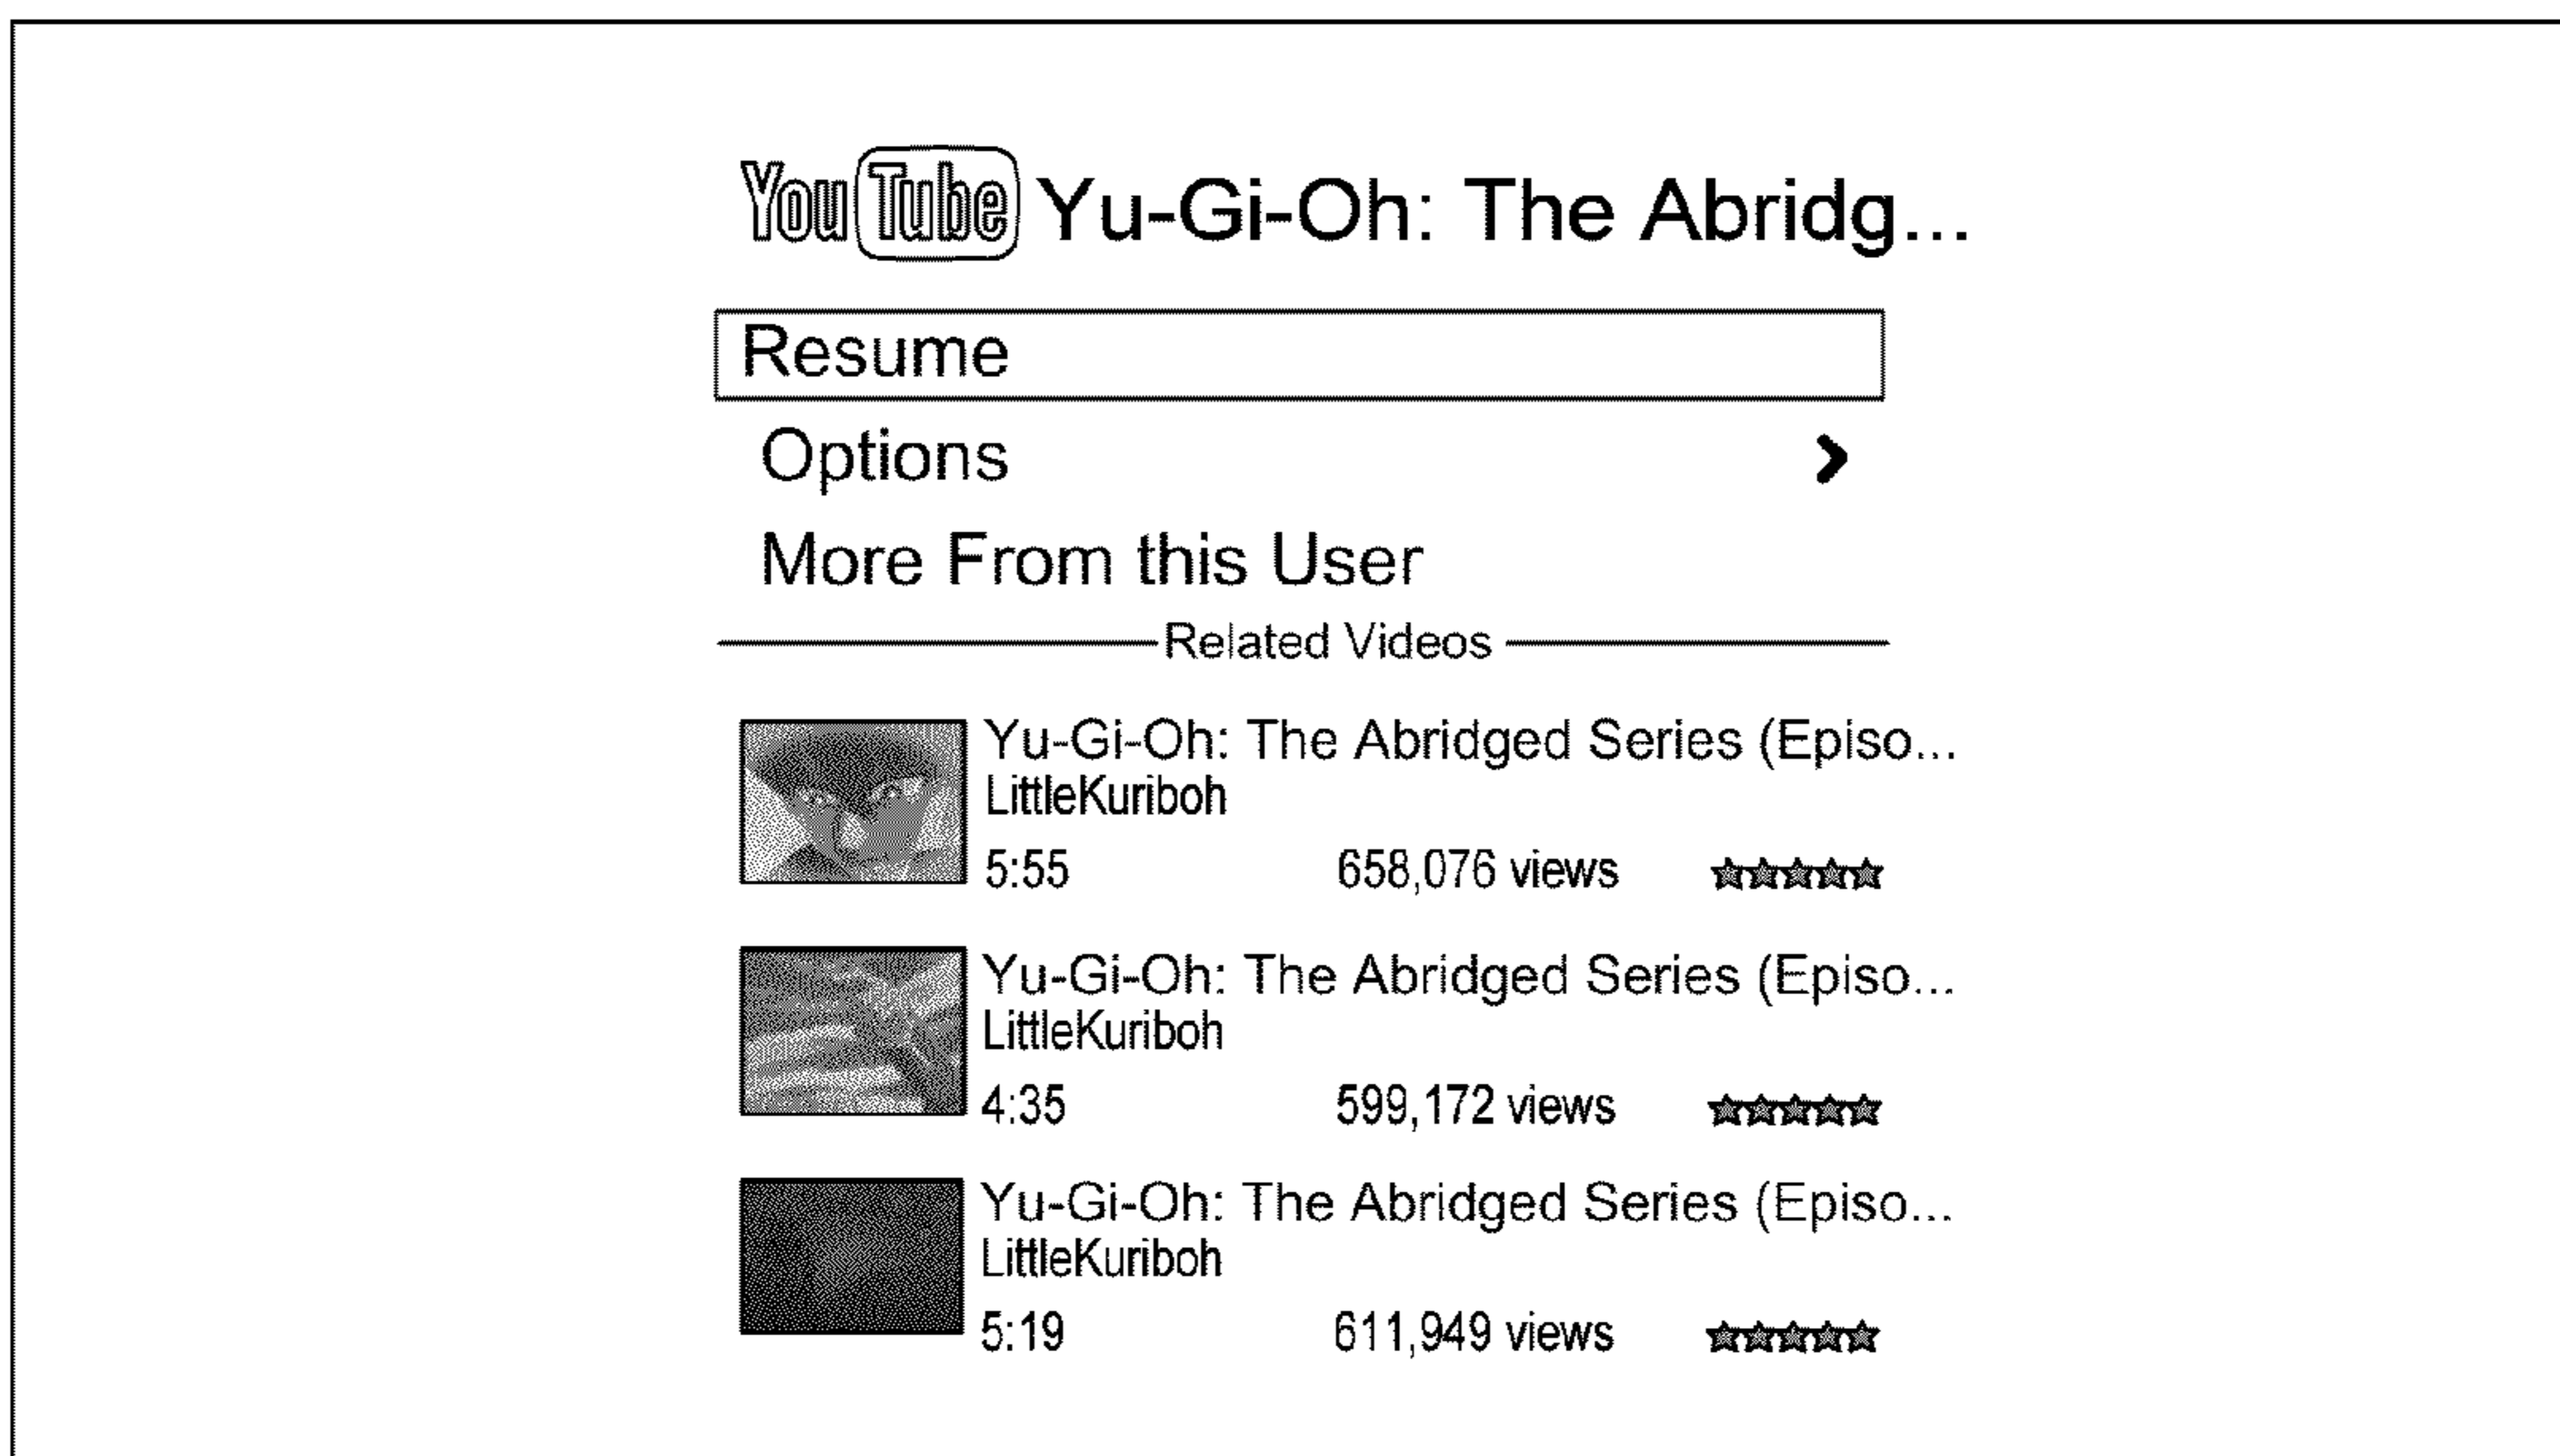 YouTube Yu-Gi-Oh: The Abridg...
Resume
Options
More From this User
Related Videos
Yu-Gi-Oh: The Abridged Series (Episo...
LittleKuriboh
5:55 658,076 views
Yu-Gi-Oh: The Abridged Series (Episo...
LittleKuriboh
4:35 599,172 views
Yu-Gi-Oh: The Abridged Series (Episo...
LittleKuriboh
5:19 611,949 views